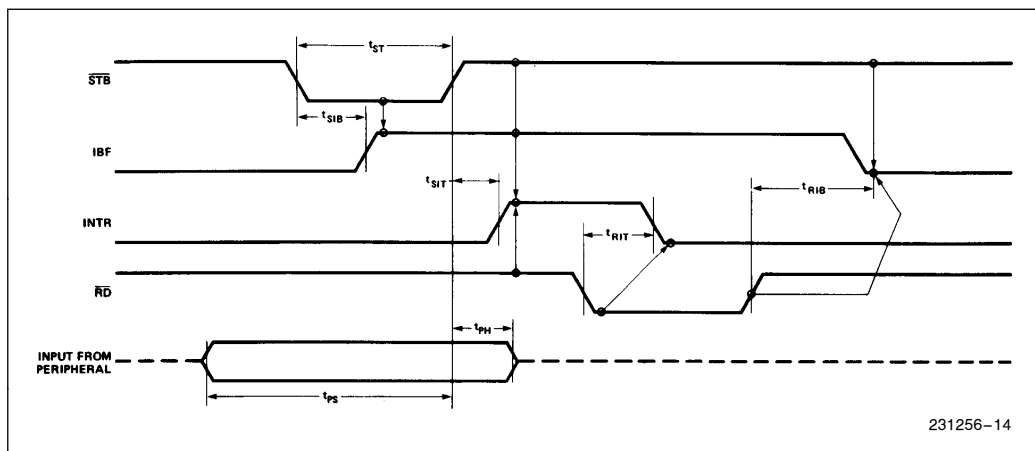 tST
STB
tSIB
IBF
tSIT
tRIB
INTR
tRIT
RD
tPH
INPUT FROM
PERIPHERAL
tPS
231256–14